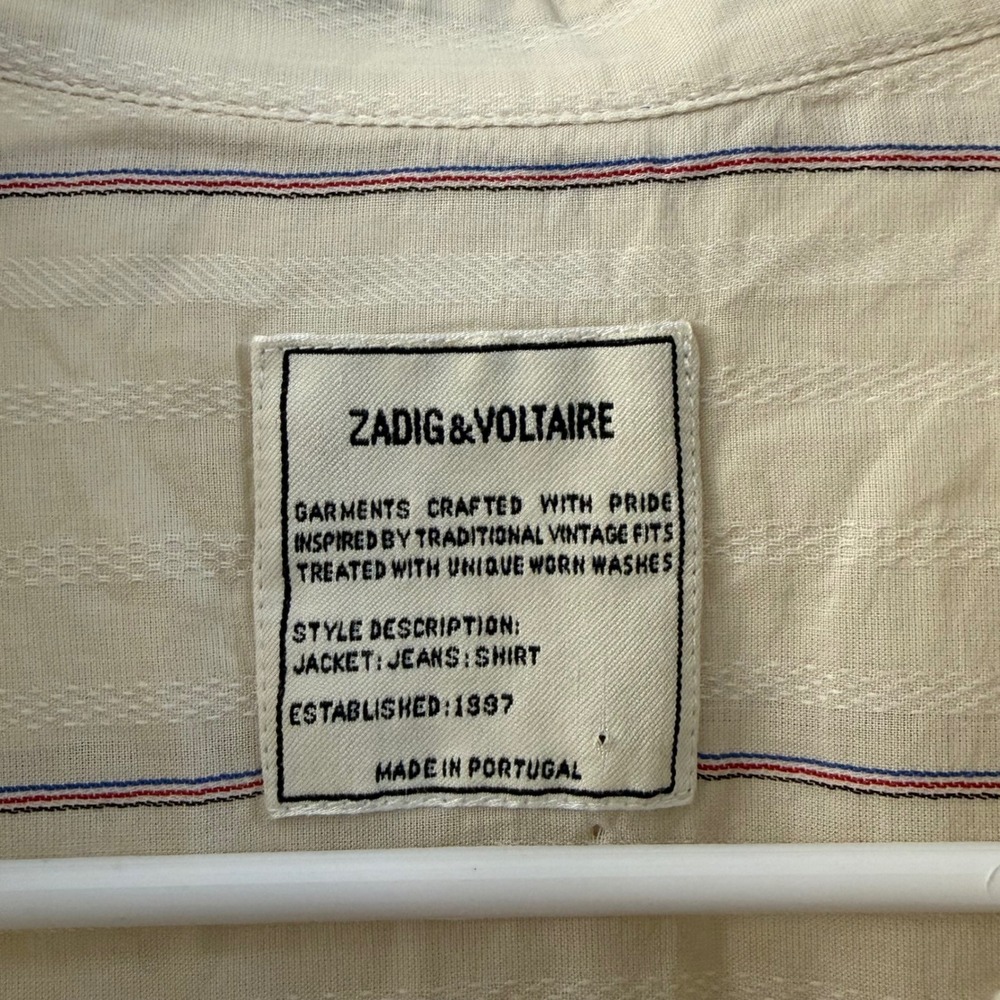 ZADIG&VOLTAIRE
GARMENTS CRAFTED WITH PRIDE
INSPIRED BY TRADITIONAL VINTAGE FITS
TREATED WITH UNIQUE WORN WASHES
STYLE DESCRIPTION:
JACKET:JEANS:SHIRT
ESTABLISHED:1997
MADE IN PORTUGAL